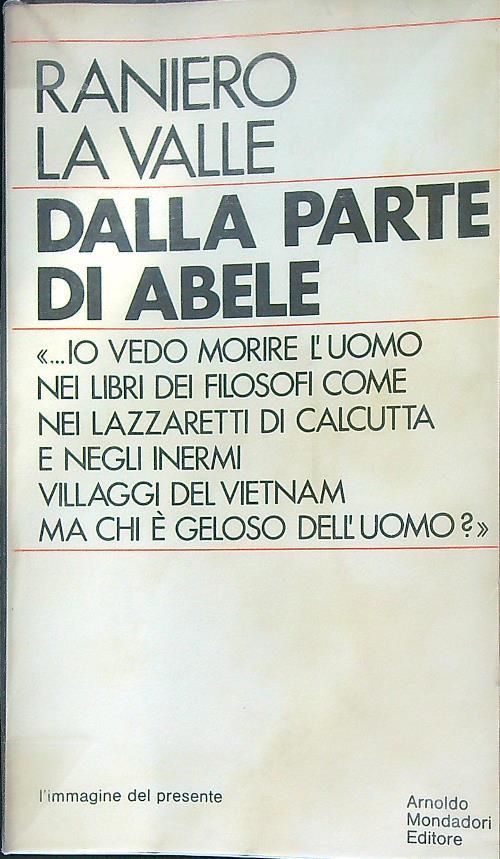 RANIERO
LA VALLE
DALLA PARTE
DI ABELE
«...IO VEDO MORIRE L'UOMO
NEI LIBRI DEI FILOSOFI COME
NEI LAZZARETTI DI CALCUTTA
E NEGLI INERMI
VILLAGGI DEL VIETNAM
MA CHI È GELOSO DELL'UOMO?»
l'immagine del presente
Arnoldo
Mondadori
Editore